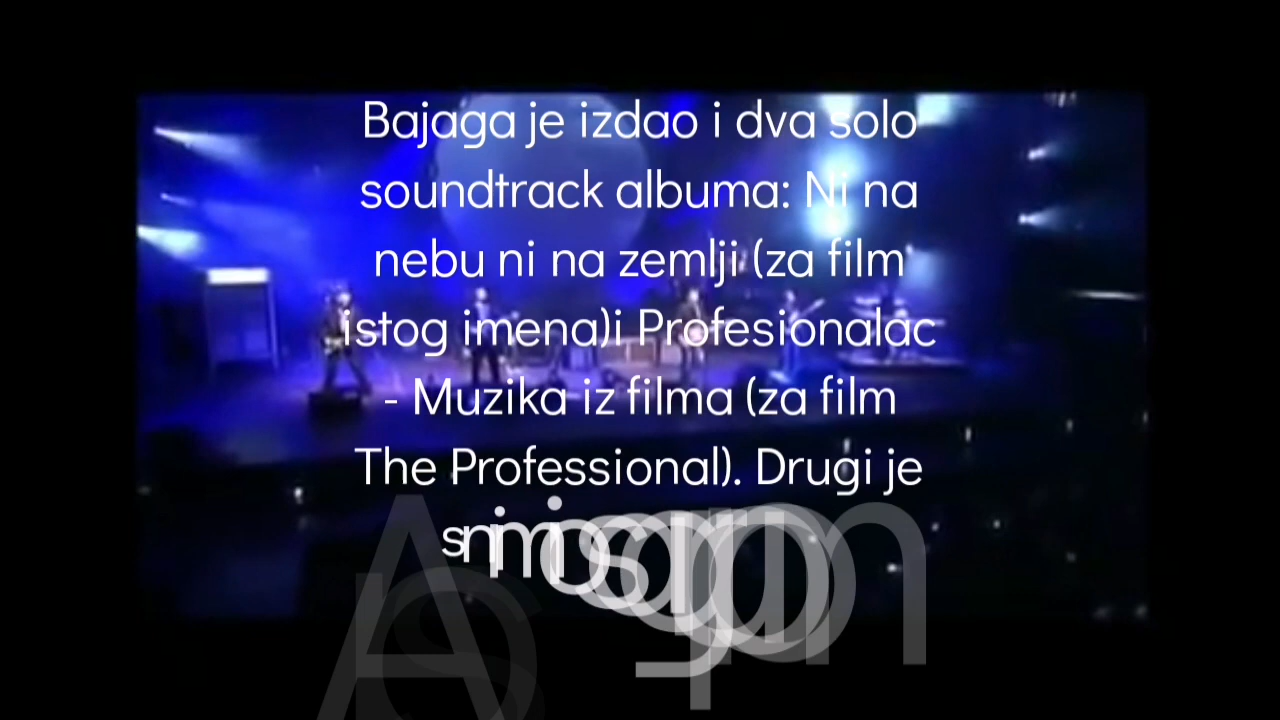 Bajaga je izdao i dva solo
soundtrack albuma: Ni na
nebu ni na zemlji (za film
istog imena)i Profesionalac
- Muzika iz filma (za film
The Professional). Drugi je